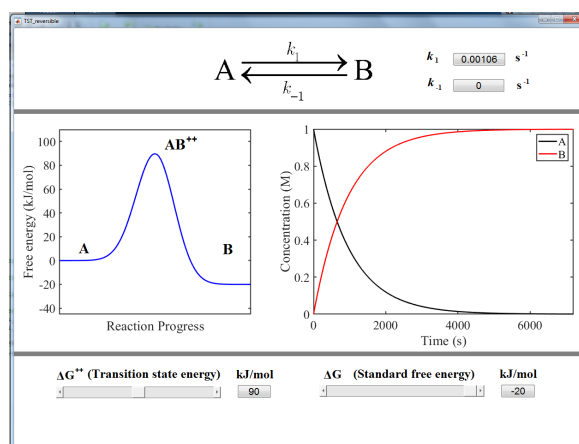 TST_reversible
A k₁ B
k₋₁
k₁ 0.00106 s⁻¹
k₋₁ 0 s⁻¹
AB⁺⁺
A
B
100
80
60
40
20
0
-20
-40
Free energy (kJ/mol)
Reaction Progress
A
B
1
0.8
0.6
0.4
0.2
0
Concentration (M)
0 2000 4000 6000
Time (s)
ΔG⁺⁺ (Transition state energy) kJ/mol
90
ΔG (Standard free energy) kJ/mol
-20